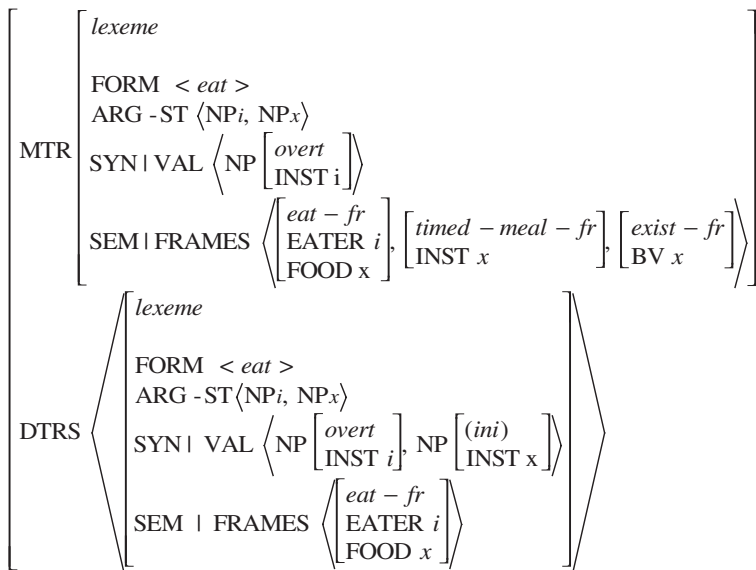 lexeme
FORM < eat >
ARG - ST ⟨NPi, NPx⟩
MTR SYN | VAL ⟨NP [overt
INST i]⟩
SEM | FRAMES ⟨[eat – fr
EATER i
FOOD x], [timed – meal – fr
INST x], [exist – fr
BV x]⟩
lexeme
FORM < eat >
ARG - ST⟨NPi, NPx⟩
DTRS SYN | VAL ⟨NP [overt
INST i], NP [(ini)
INST x]⟩
SEM | FRAMES ⟨[eat – fr
EATER i
FOOD x]⟩